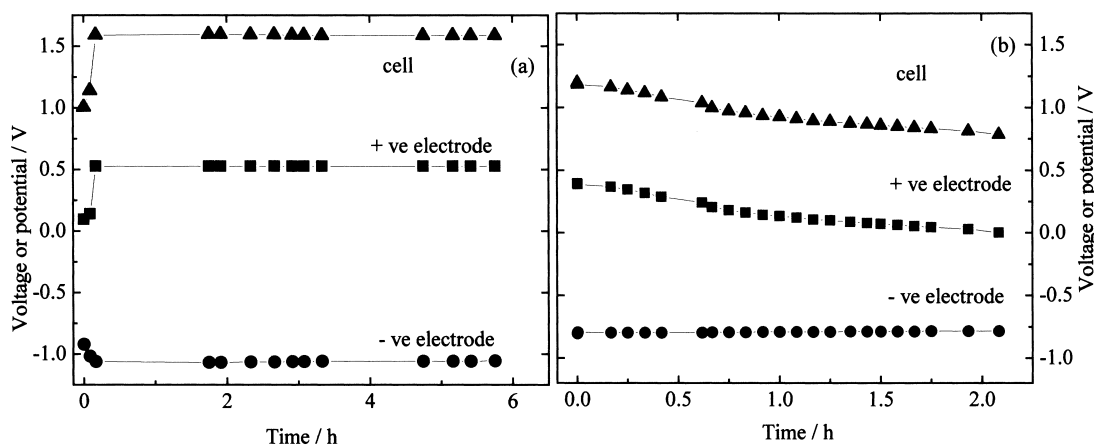 Voltage or potential / V
1.5
1.0
0.5
0.0
-0.5
-1.0
(a)
cell
+ ve electrode
- ve electrode
0
2
4
6
Time / h
(b)
cell
+ ve electrode
- ve electrode
0.0
0.5
1.0
1.5
2.0
Time / h
1.5
1.0
0.5
0.0
-0.5
-1.0
Voltage or potential / V